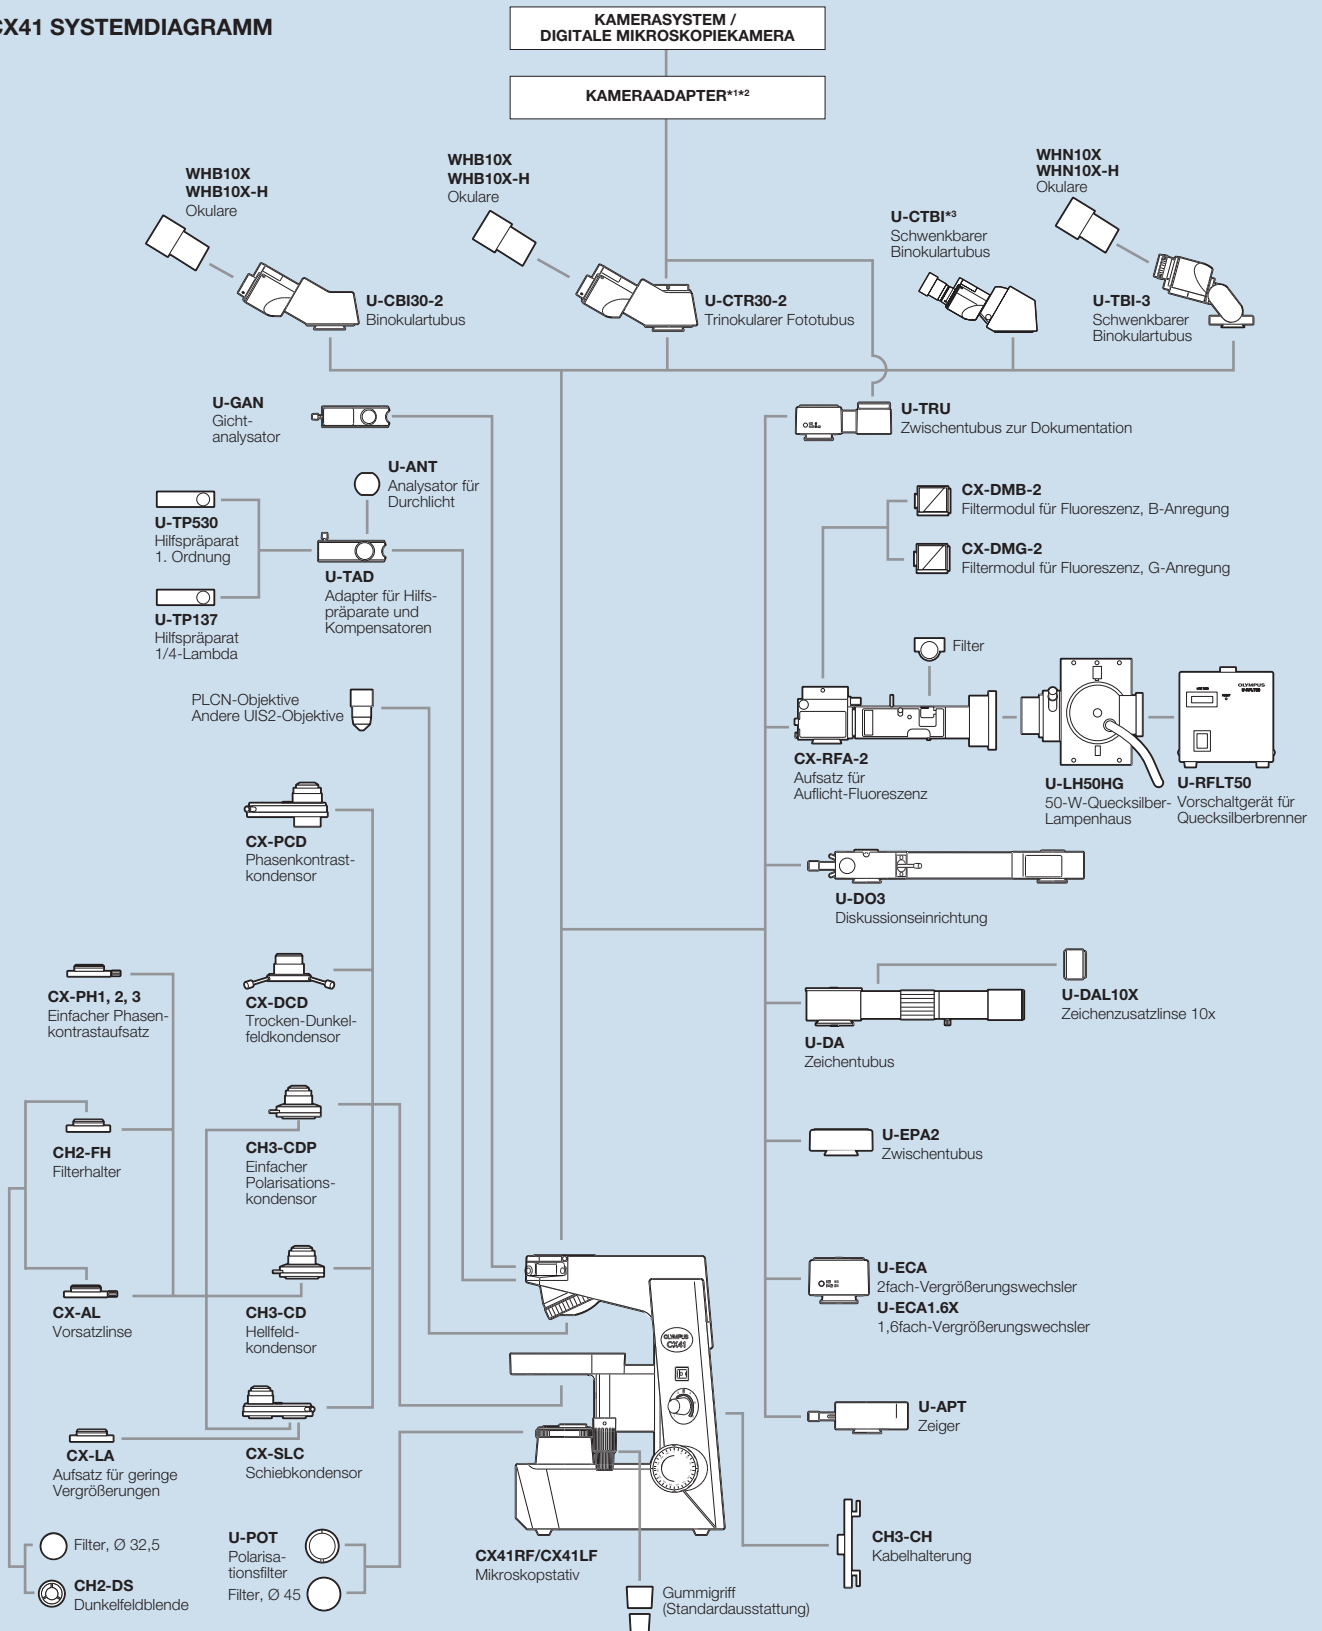 CX41 SYSTEMDIAGRAMM
KAMERASYSTEM /
DIGITALE MIKROSKOPIEKAMERA
KAMERAADAPTER*1*2
WHB10X
WHB10X-H
Okulare
WHB10X
WHB10X-H
Okulare
WHN10X
WHN10X-H
Okulare
U-CTBI*3
Schwenkbarer
Binokulartubus
U-CBI30-2
Binokulartubus
U-CTR30-2
Trinokularer Fototubus
U-TBI-3
Schwenkbarer
Binokulartubus
U-GAN
Gicht-
analysator
U-TRU
Zwischentubus zur Dokumentation
U-ANT
Analysator für
Durchlicht
U-TP530
Hilfspräparat
1. Ordnung
U-TAD
Adapter für Hilfs-
präparate und
Kompensatoren
U-TP137
Hilfspräparat
1/4-Lambda
CX-DMB-2
Filtermodul für Fluoreszenz, B-Anregung
CX-DMG-2
Filtermodul für Fluoreszenz, G-Anregung
Filter
PLCN-Objektive
Andere UIS2-Objektive
OLYMPUS
U-RFLT50
CX-RFA-2
Aufsatz für
Auflicht-Fluoreszenz
U-LH50HG
50-W-Quecksilber-
Lampenhaus
U-RFLT50
Vorschaltgerät für
Quecksilberbrenner
CX-PCD
Phasenkontrast-
kondensor
U-DO3
Diskussionseinrichtung
CX-PH1, 2, 3
Einfacher Phasen-
kontrastaufsatz
CX-DCD
Trocken-Dunkel-
feldkondensor
U-DAL10X
Zeichenzusatzlinse 10x
U-DA
Zeichentubus
CH2-FH
Filterhalter
CH3-CDP
Einfacher
Polarisations-
kondensor
U-EPA2
Zwischentubus
CX-AL
Vorsatzlinse
CH3-CD
Hellfeld-
kondensor
U-ECA
2fach-Vergrößerungswechsler
U-ECA1.6X
1,6fach-Vergrößerungswechsler
OLYMPUS
CX41
CX-LA
Aufsatz für geringe
Vergrößerungen
CX-SLC
Schiebkondensor
U-APT
Zeiger
Filter, Ø 32,5
CH2-DS
Dunkelfeldblende
U-POT
Polarisa-
tionsfilter
Filter, Ø 45
CX41RF/CX41LF
Mikroskopstativ
CH3-CH
Kabelhalterung
Gummigriff
(Standardausstattung)